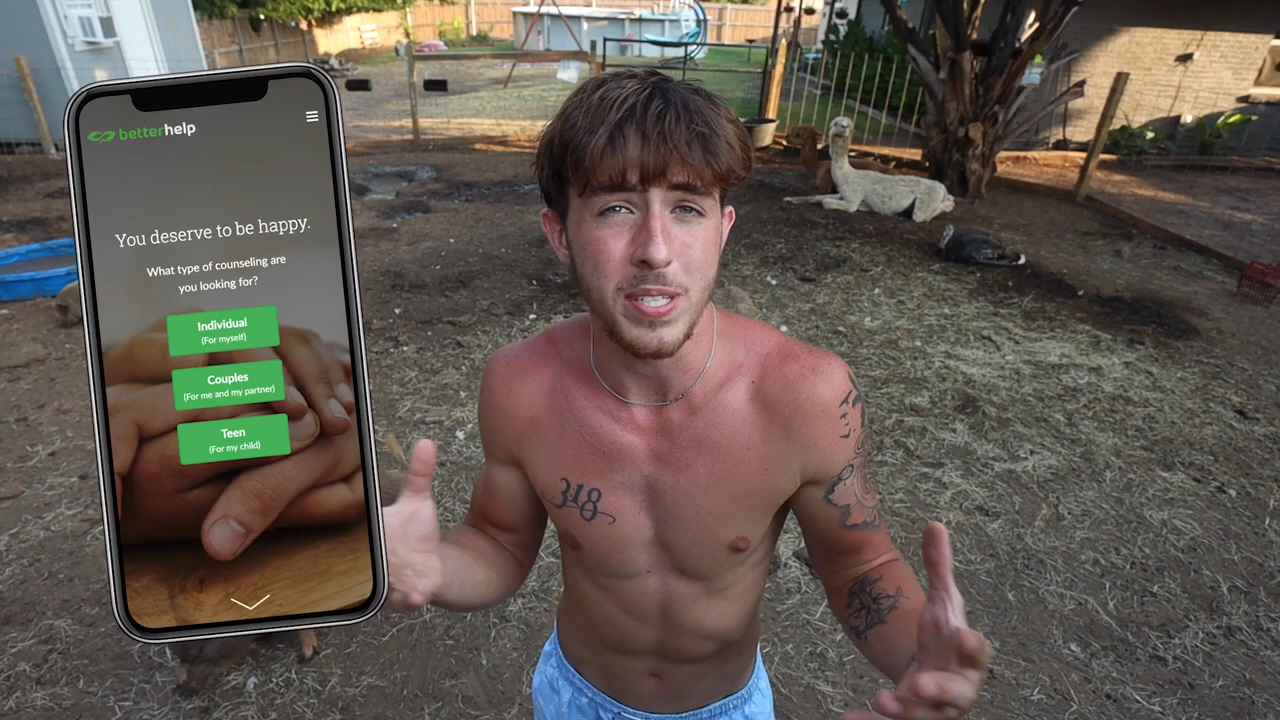 betterhelp
You deserve to be happy.
What type of counseling are
you looking for?
Individual
(For myself)
Couples
(For me and my partner)
Teen
(For my child)
318